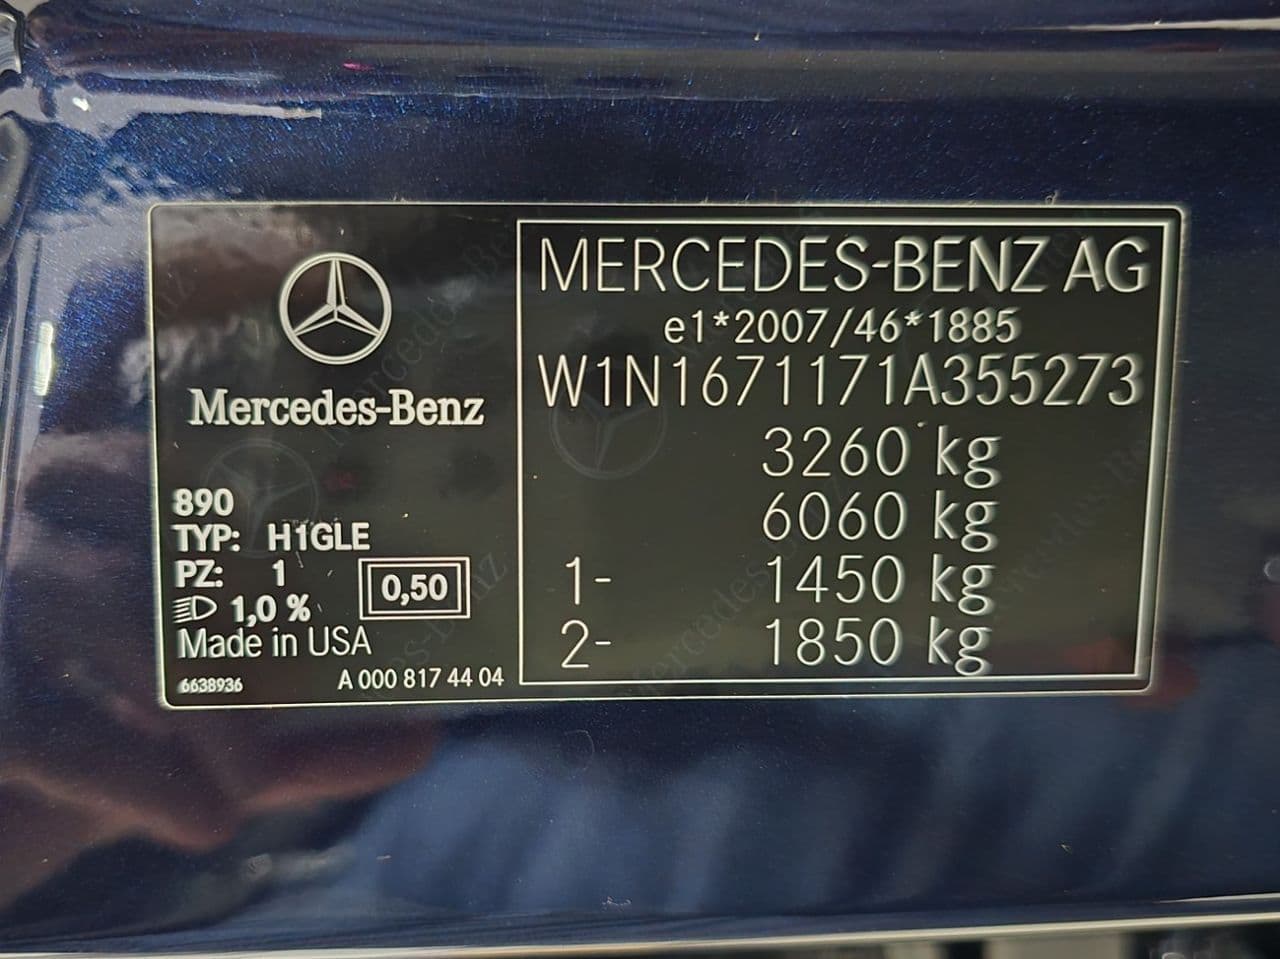 Mercedes-Benz
890
TYP: H1GLE
PZ: 1
1,0 %
0,50
Made in USA
6638936
A 000 817 44 04
MERCEDES-BENZ AG
e1*2007/46*1885
W1N1671171A355273
3260 kg
6060 kg
1- 1450 kg
2- 1850 kg